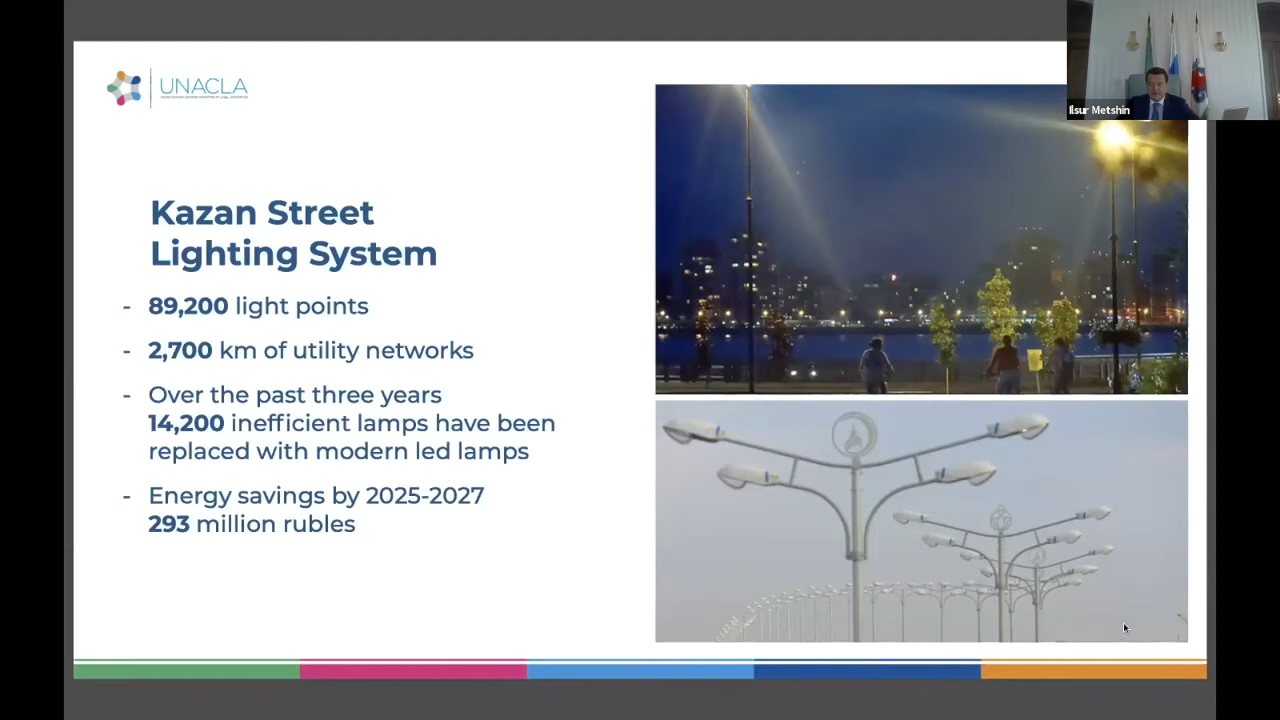 UNACLA
Ilsur Metshin
Kazan Street
Lighting System
- 89,200 light points
- 2,700 km of utility networks
- Over the past three years
14,200 inefficient lamps have been
replaced with modern led lamps
- Energy savings by 2025-2027
293 million rubles